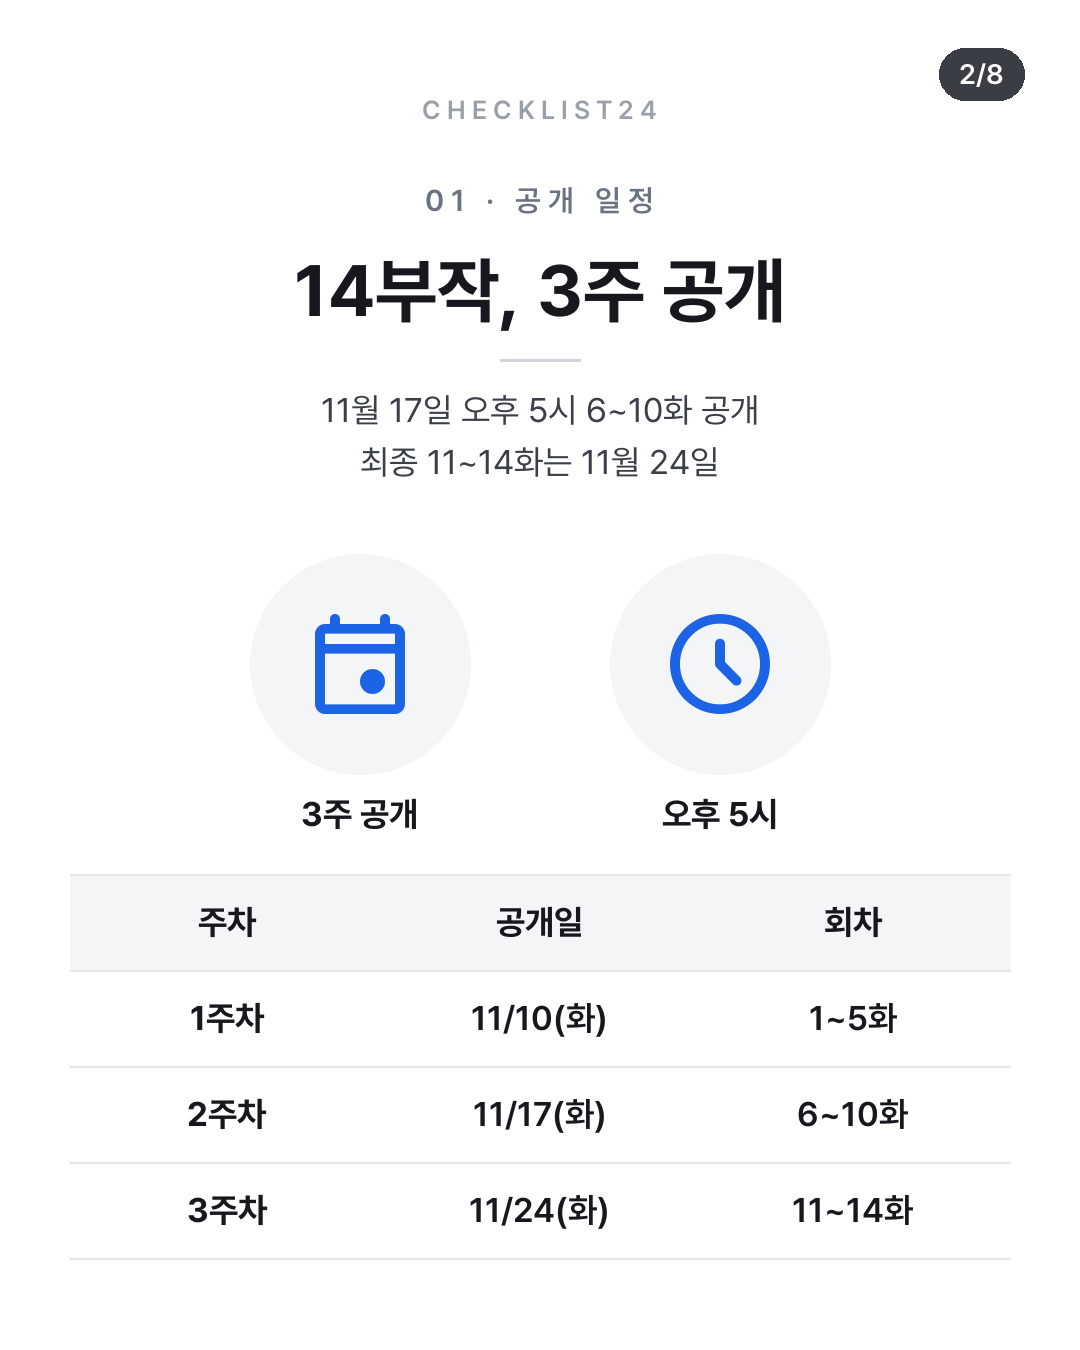 2/8
CHECKLIST24
01 · 공개 일정
14부작, 3주 공개
11월 17일 오후 5시 6~10화 공개
최종 11~14화는 11월 24일
3주 공개 오후 5시
주차 공개일 회차
1주차 11/10(화) 1~5화
2주차 11/17(화) 6~10화
3주차 11/24(화) 11~14화